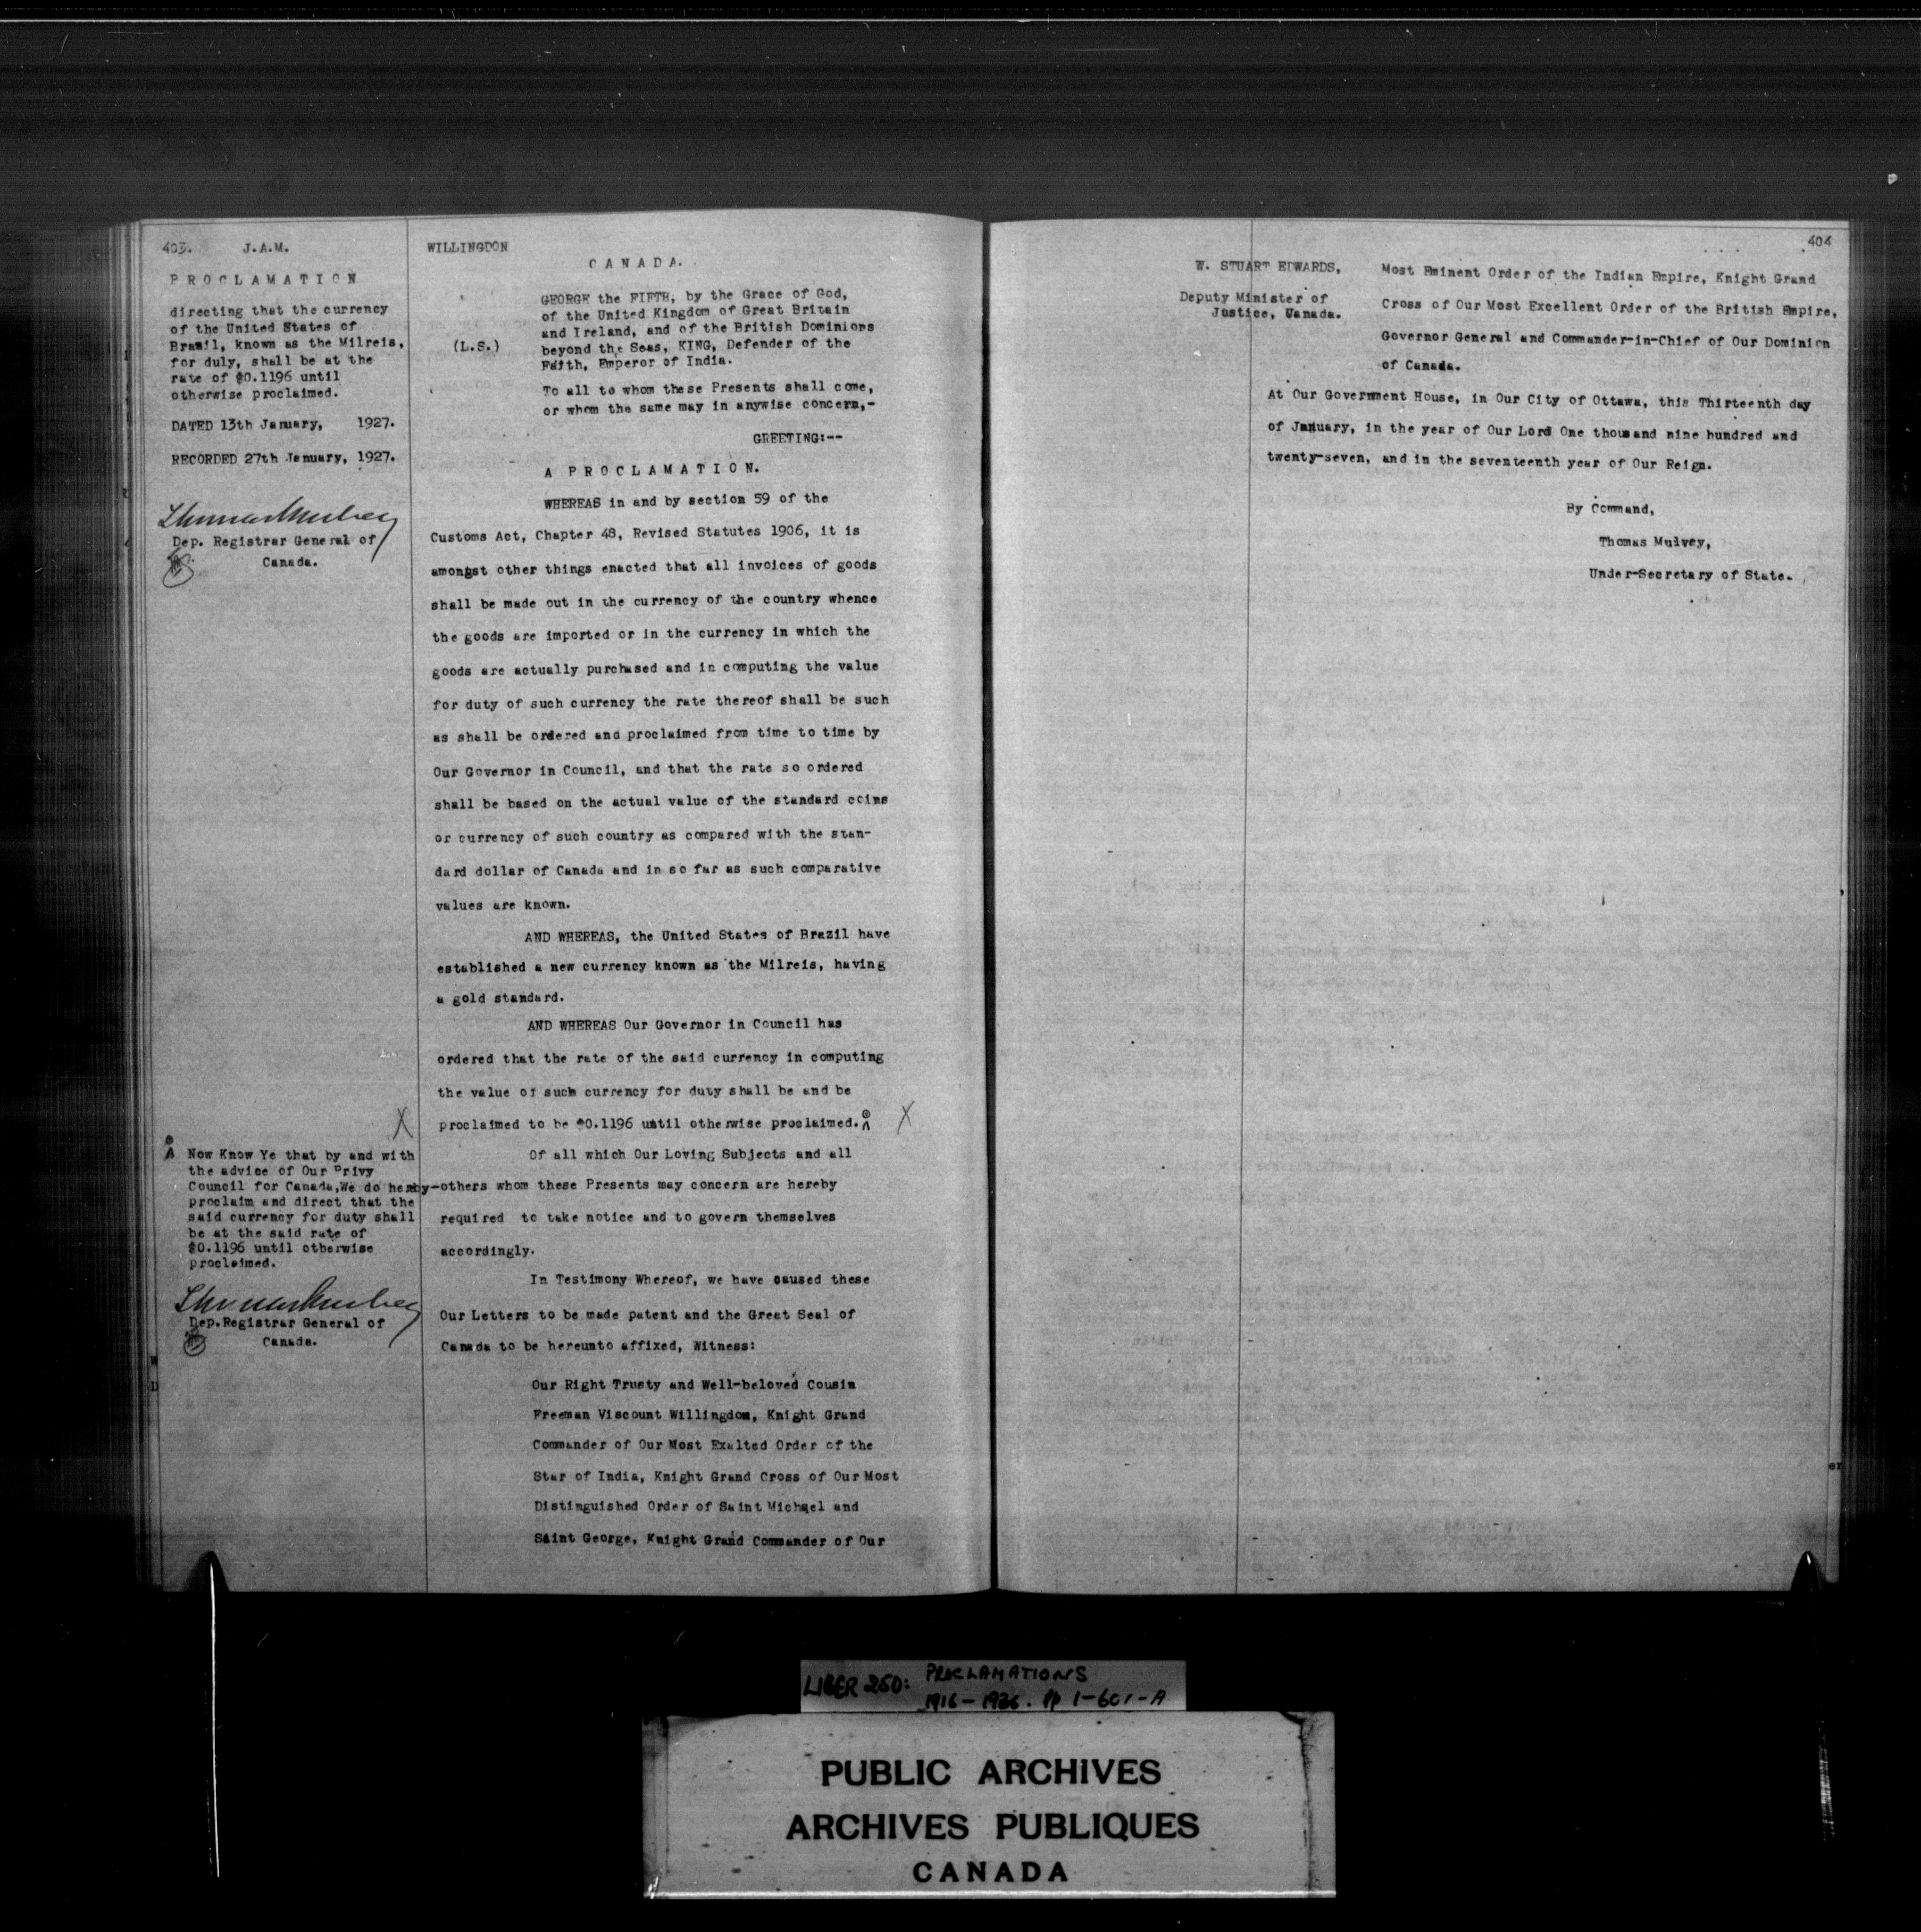 403. J.A.M.
PROCLAMATION
directing that the currency
of the United States of
Brazil, known as the Milreis,
for duly, shall be at the
rate of $0.1196 until
otherwise proclaimed.
DATED 13th January, 1927.
RECORDED 27th January, 1927.
Thomas Mulvey
Dep. Registrar General of
Canada.
WILLINGDON
CANADA.
GEORGE the FIFTH, by the Grace of God,
of the United Kingdom of Great Britain
and Ireland, and of the British Dominions
(L.S.) beyond the Seas, KING, Defender of the
Faith, Emperor of India.
To all to whom these Presents shall come,
or whom the same may in anywise concern,-
GREETING:--
A PROCLAMATION.
WHEREAS in and by section 59 of the
Customs Act, Chapter 48, Revised Statutes 1906, it is
amongst other things enacted that all invoices of goods
shall be made out in the currency of the country whence
the goods are imported or in the currency in which the
goods are actually purchased and in computing the value
for duty of such currency the rate thereof shall be such
as shall be ordered and proclaimed from time to time by
Our Governor in Council, and that the rate so ordered
shall be based on the actual value of the standard coins
or currency of such country as compared with the stan-
dard dollar of Canada and in so far as such comparative
values are known.
AND WHEREAS, the United States of Brazil have
established a new currency known as the Milreis, having
a gold standard.
AND WHEREAS Our Governor in Council has
ordered that the rate of the said currency in computing
the value of such currency for duty shall be and be
proclaimed to be $0.1196 until otherwise proclaimed. X
Of all which Our Loving Subjects and all
others whom these Presents may concern are hereby
required to take notice and to govern themselves
accordingly.
In Testimony Whereof, we have caused these
Our Letters to be made patent and the Great Seal of
Canada to be hereunto affixed, Witness:
Our Right Trusty and Well-beloved Cousin
Freeman Viscount Willingdon, Knight Grand
Commander of Our Most Exalted Order of the
Star of India, Knight Grand Cross of Our Most
Distinguished Order of Saint Michael and
Saint George, Knight Grand Commander of Our
X
Now Know Ye that by and with
the advice of Our Privy
Council for Canada, We do hereby-
proclaim and direct that the
said currency for duty shall
be at the said rate of
$0.1196 until otherwise
proclaimed.
Thomas Mulvey
Dep. Registrar General of
Canada.
404
W. STUART EDWARDS,
Deputy Minister of
Justice, Canada.
Most Eminent Order of the Indian Empire, Knight Grand
Cross of Our Most Excellent Order of the British Empire,
Governor General and Commander-in-Chief of Our Dominion
of Canada.
At Our Government House, in Our City of Ottawa, this Thirteenth day
of January, in the year of Our Lord One thousand nine hundred and
twenty-seven, and in the seventeenth year of Our Reign.
By Command,
Thomas Mulvey,
Under-Secretary of State.
LIBER 250: PROCLAMATIONS
1916-1936. pp 1-601-A
PUBLIC ARCHIVES
ARCHIVES PUBLIQUES
CANADA